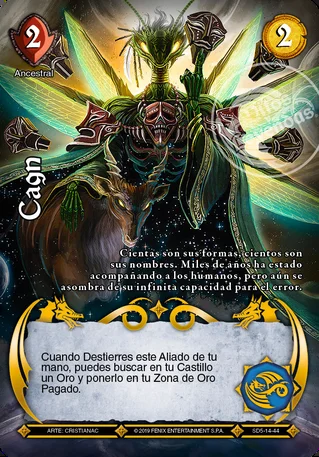 2
2
Ancestral
Mitos
Cagn
Cientas son sus formas, cientos son
sus nombres. Miles de años ha estado
acompañando a los humanos, pero aún se
asombra de su infinita capacidad para el error.
Cuando Destierres este Aliado de tu
mano, puedes buscar en tu Castillo
un Oro y ponerlo en tu Zona de Oro
Pagado.
ARTE: CRISTIANAC
© 2019 FENIX ENTERTAINMENT S.P.A.
SD5-14-44